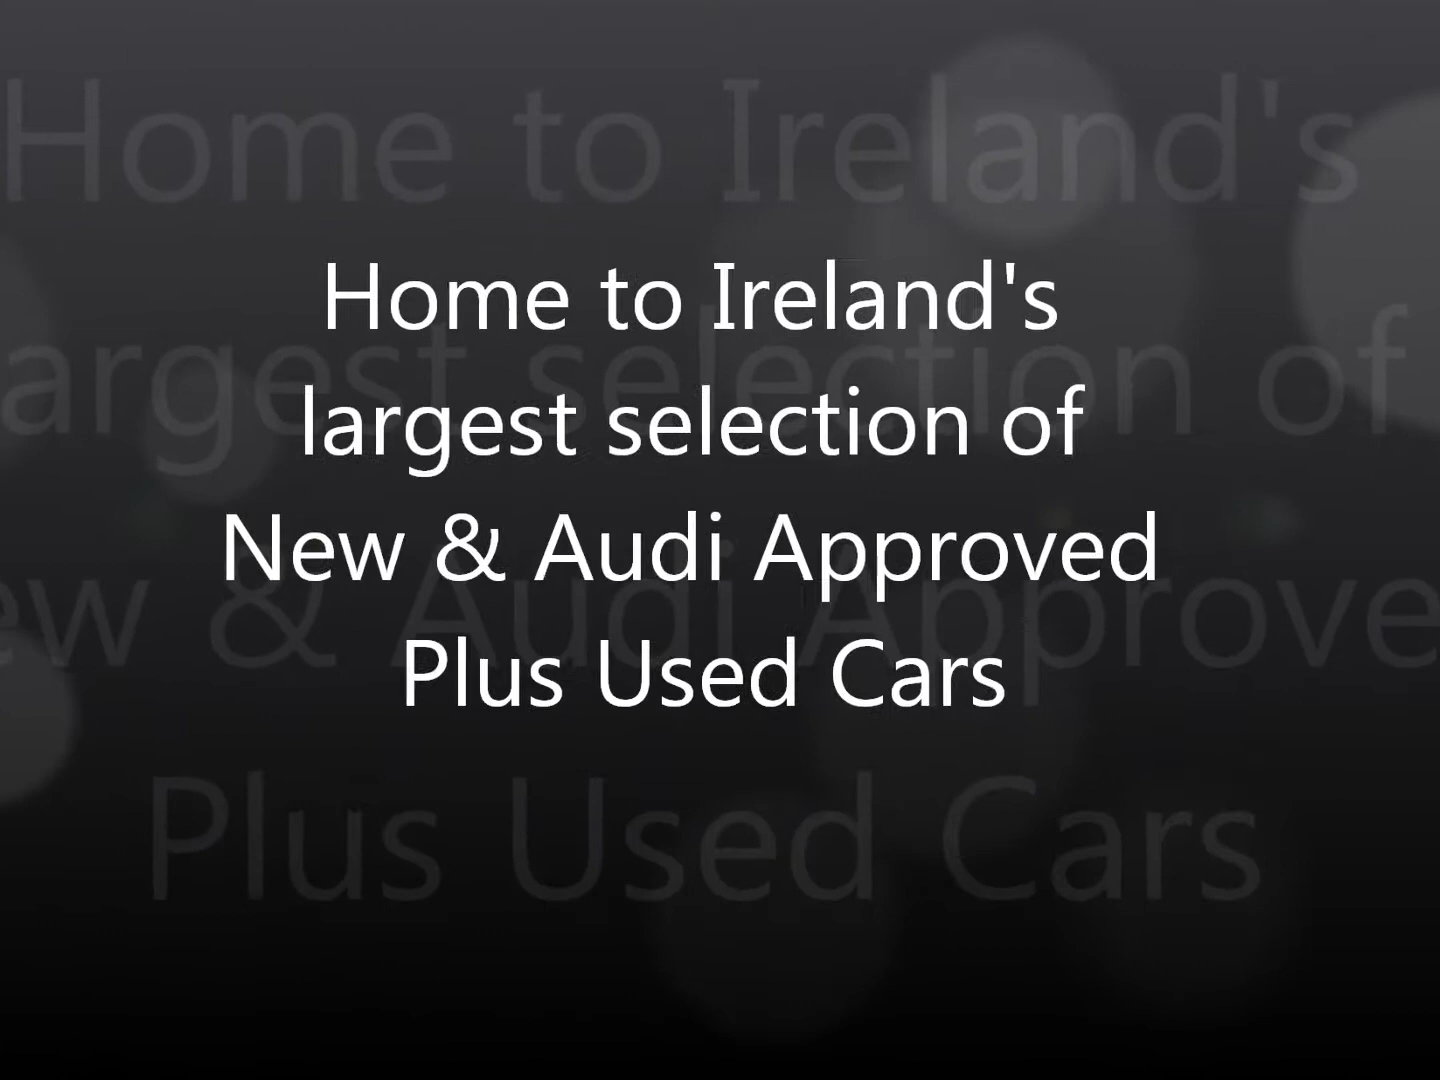 Home to Ireland's
largest selection of
New & Audi Approved
Plus Used Cars